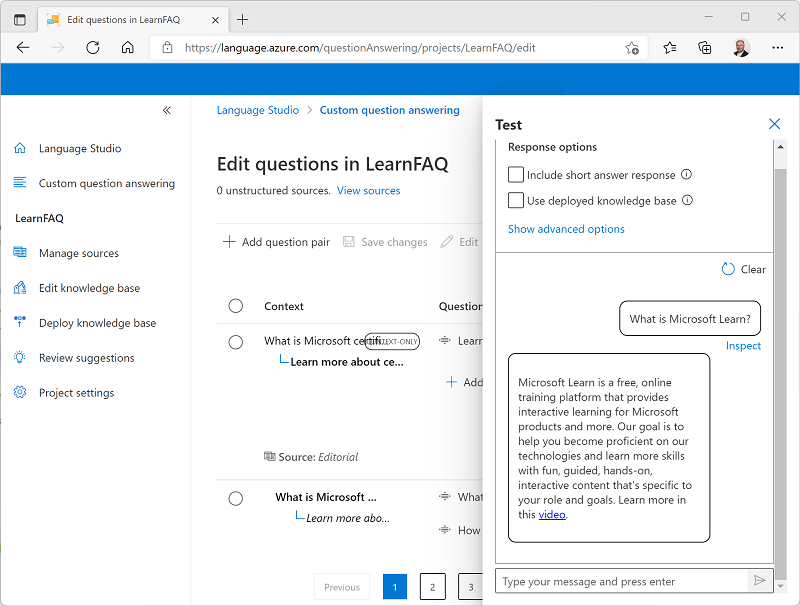 Edit questions in LearnFAQ
https://language.azure.com/questionAnswering/projects/LearnFAQ/edit
Language Studio
Custom question answering
LearnFAQ
Manage sources
Edit knowledge base
Deploy knowledge base
Review suggestions
Project settings
Language Studio > Custom question answering
Edit questions in LearnFAQ
0 unstructured sources. View sources
Add question pair Save changes Edit
Context Question
What is Microsoft certifi... Learn
Learn more about ce...
Add
Source: Editorial
What is Microsoft ... What
Learn more abo...
How
Previous 1 2 3
Test
Response options
Include short answer response
Use deployed knowledge base
Show advanced options
Clear
What is Microsoft Learn?
Inspect
Microsoft Learn is a free, online
training platform that provides
interactive learning for Microsoft
products and more. Our goal is to
help you become proficient on our
technologies and learn more skills
with fun, guided, hands-on,
interactive content that's specific to
your role and goals. Learn more in
this video.
Type your message and press enter